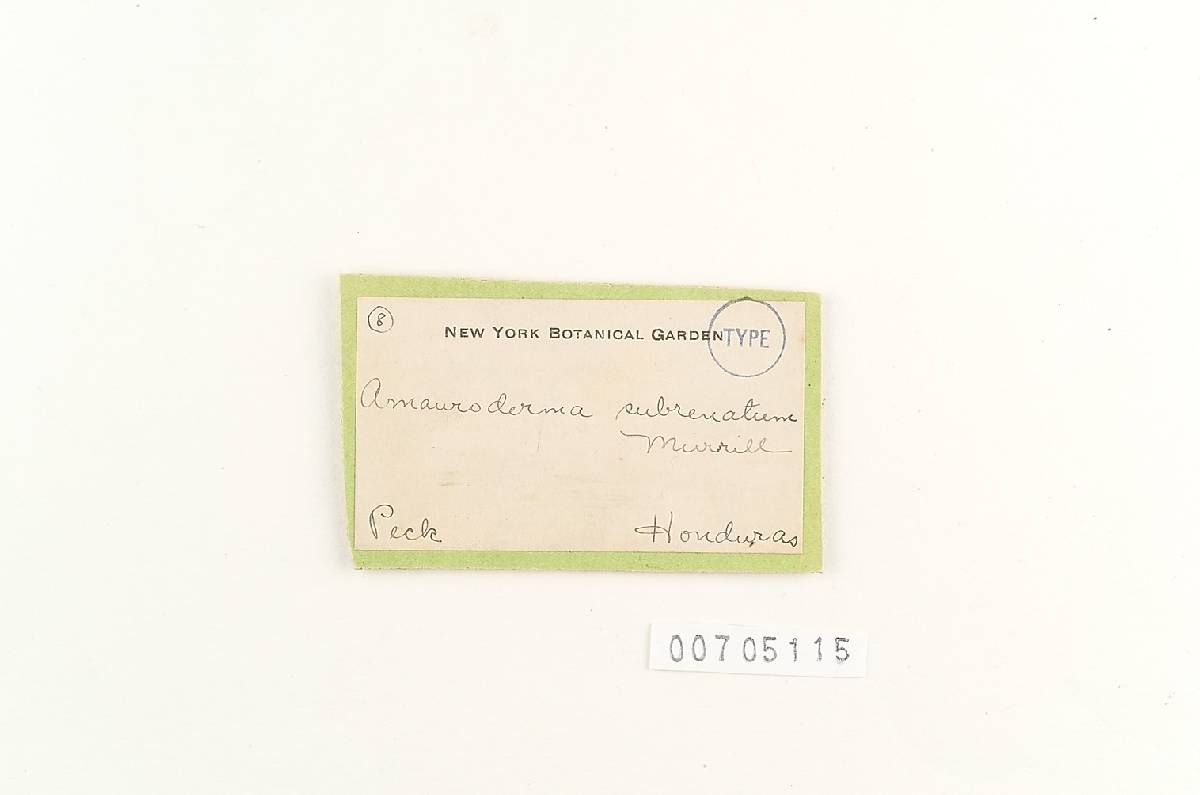 8
NEW YORK BOTANICAL GARDEN TYPE
Amauroderma subrenatum
Murrill
Peck Honduras
00705115